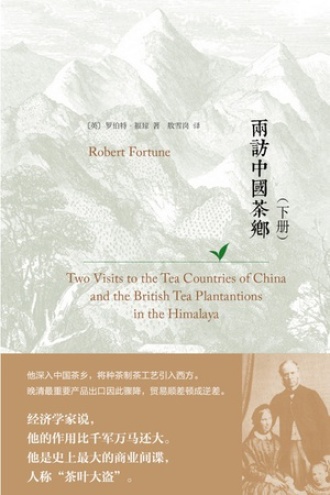 [英] 罗伯特·福琼 著 敖雪岗 译
Robert Fortune
兩訪中國茶鄉
(下册)
Two Visits to the Tea Countries of China
and the British Tea Plantantions
in the Himalaya
他深入中国茶乡，将种茶制茶工艺引入西方。
晚清最重要产品出口因此骤降，贸易顺差顿成逆差。
经济学家说，
他的作用比千军万马还大。
他是史上最大的商业间谍，
人称“茶叶大盗”。